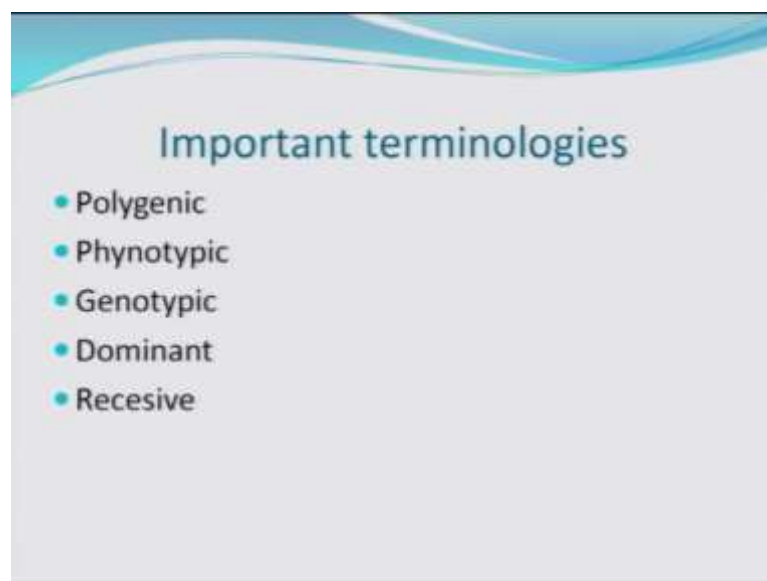 Important terminologies
Polygenic
Phynotypic
Genotypic
Dominant
Recesive